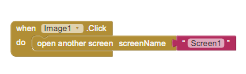 when Image1 .Click
do open another screen screenName " Screen1 "